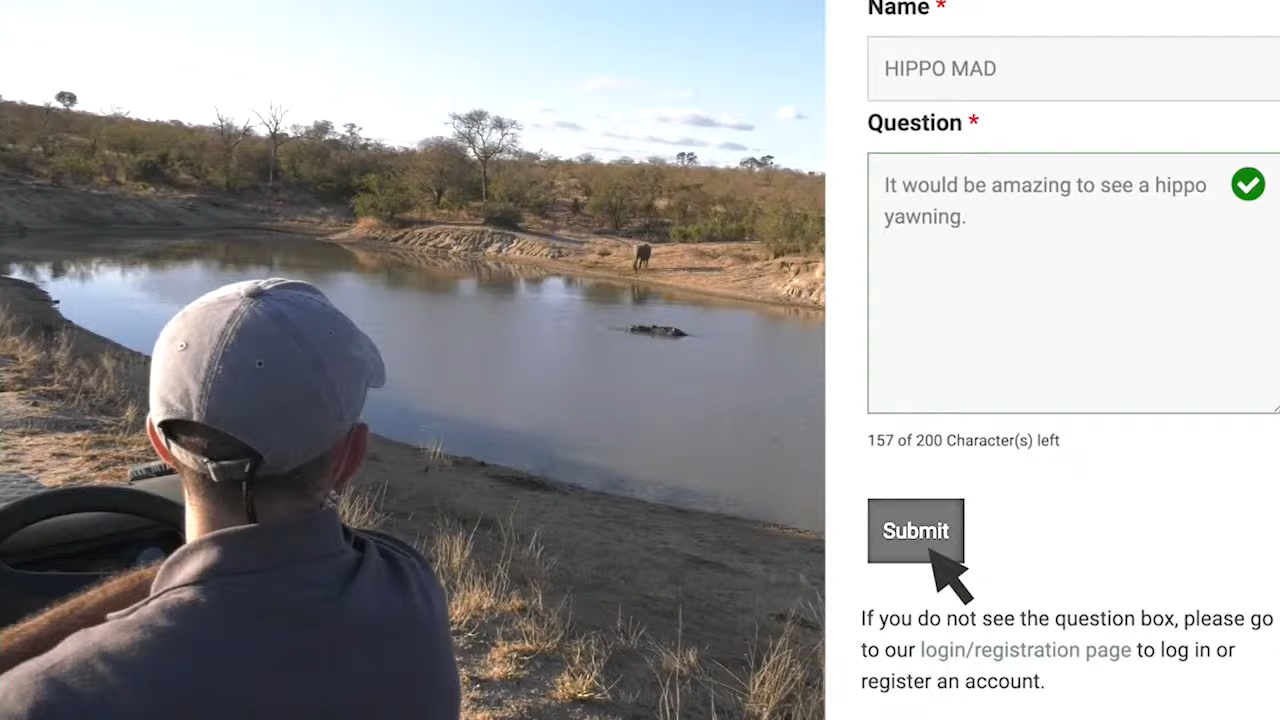 Name *
HIPPO MAD
Question *
It would be amazing to see a hippo
yawning.
157 of 200 Character(s) left
Submit
If you do not see the question box, please go
to our login/registration page to log in or
register an account.